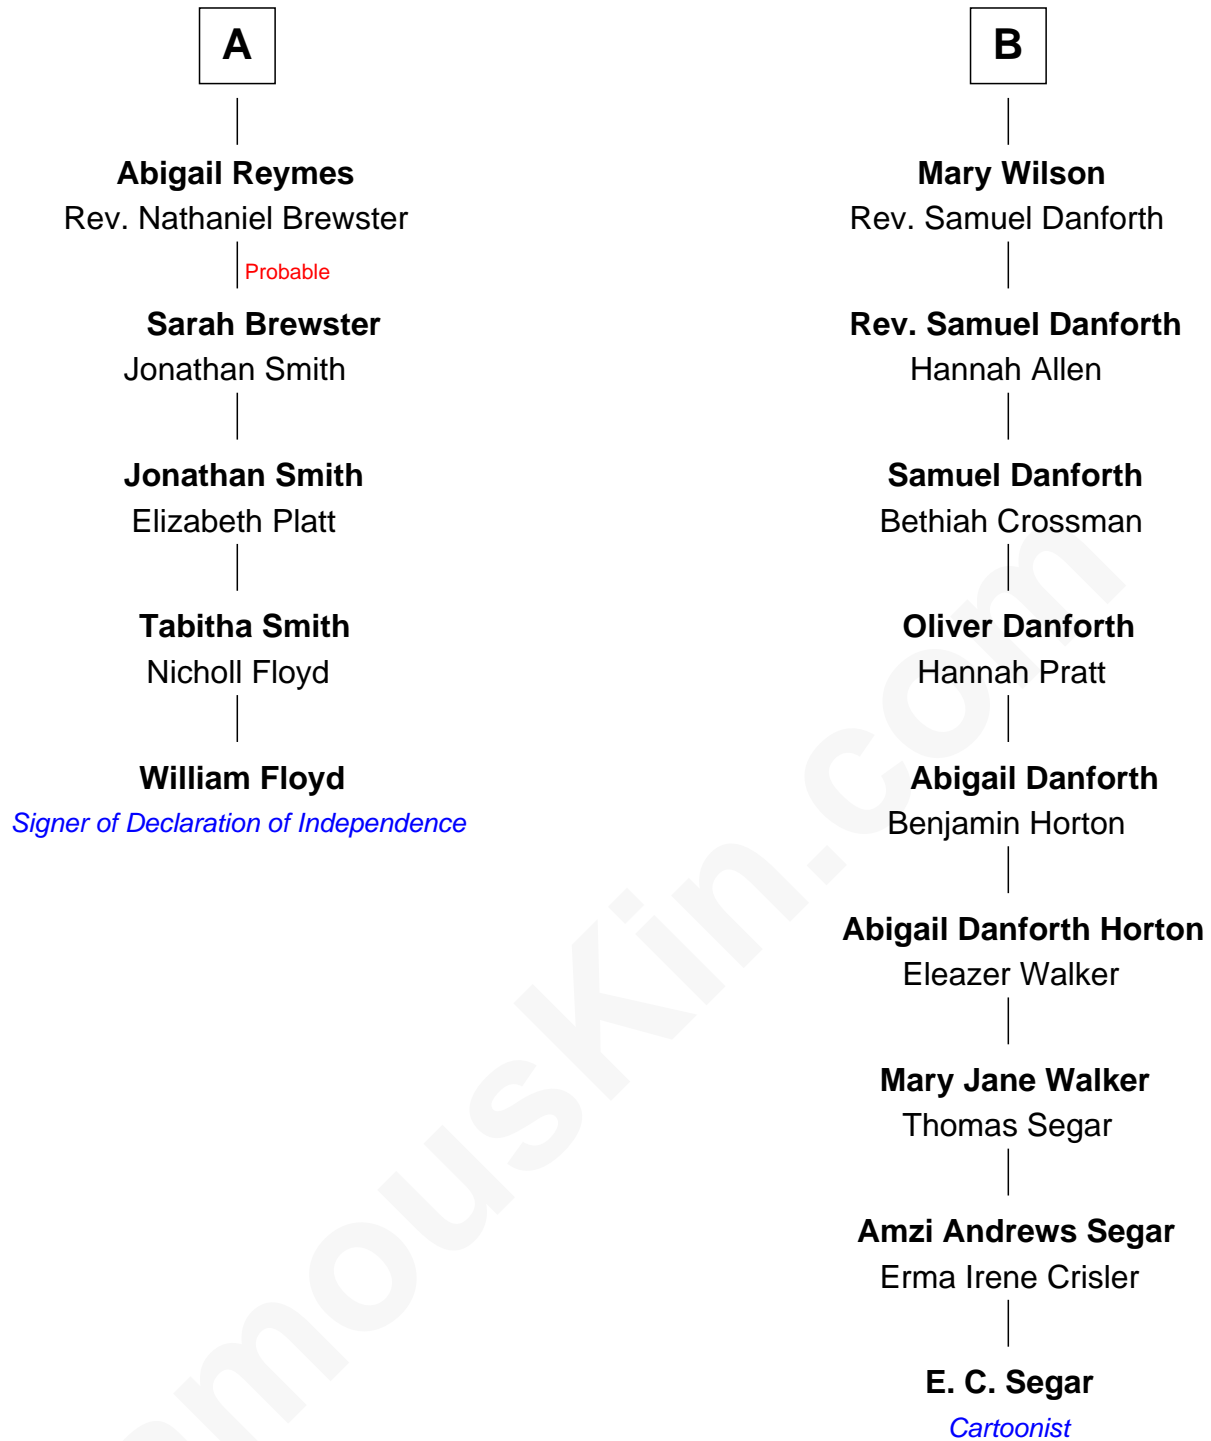 A
Abigail Reymes
Rev. Nathaniel Brewster
Probable
Sarah Brewster
Jonathan Smith
Jonathan Smith
Elizabeth Platt
Tabitha Smith
Nicholl Floyd
William Floyd
Signer of Declaration of Independence
B
Mary Wilson
Rev. Samuel Danforth
Rev. Samuel Danforth
Hannah Allen
Samuel Danforth
Bethiah Crossman
Oliver Danforth
Hannah Pratt
Abigail Danforth
Benjamin Horton
Abigail Danforth Horton
Eleazer Walker
Mary Jane Walker
Thomas Segar
Amzi Andrews Segar
Erma Irene Crisler
E. C. Segar
Cartoonist
amouskin.com